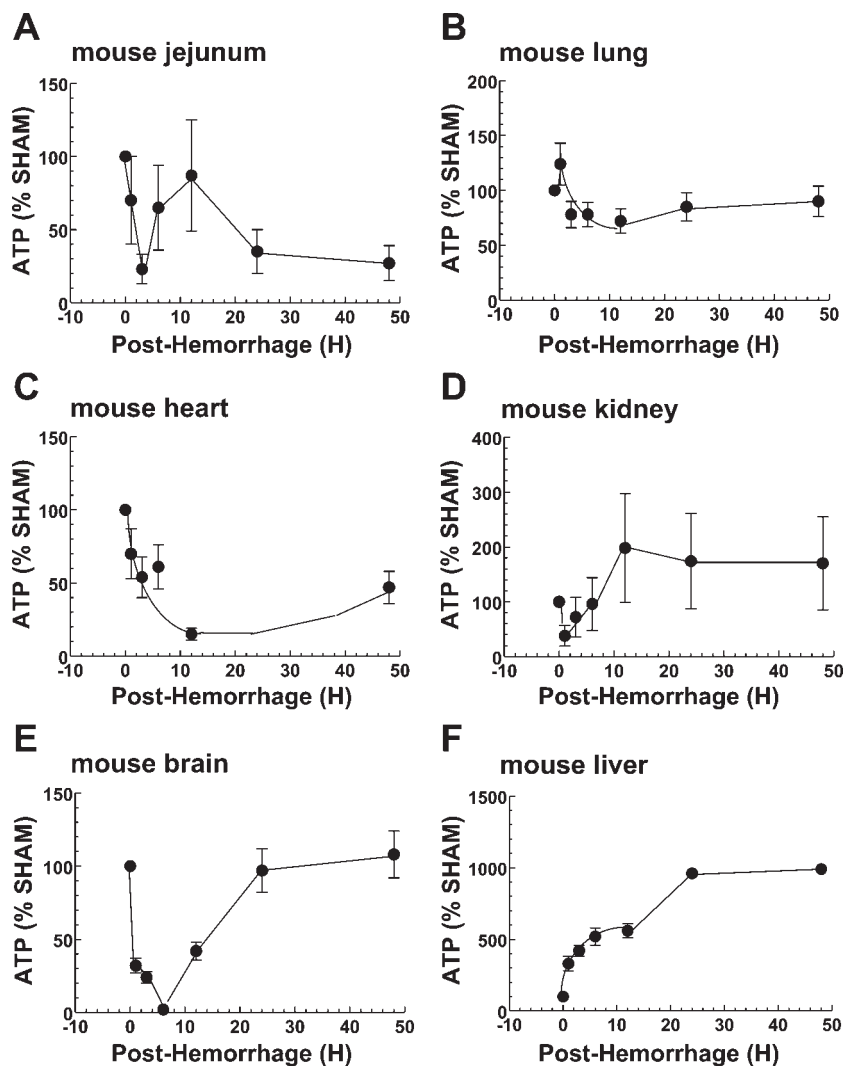 A
mouse jejunum
150
100
50
0
ATP (% SHAM)
-10 0 10 20 30 40 50
Post-Hemorrhage (H)
B
mouse lung
200
150
100
50
0
ATP (% SHAM)
-10 0 10 20 30 40 50
Post-Hemorrhage (H)
C
mouse heart
150
100
50
0
ATP (% SHAM)
-10 0 10 20 30 40 50
Post-Hemorrhage (H)
D
mouse kidney
400
300
200
100
0
ATP (% SHAM)
-10 0 10 20 30 40 50
Post-Hemorrhage (H)
E
mouse brain
150
100
50
0
ATP (% SHAM)
-10 0 10 20 30 40 50
Post-Hemorrhage (H)
F
mouse liver
1500
1000
500
0
ATP (% SHAM)
-10 0 10 20 30 40 50
Post-Hemorrhage (H)